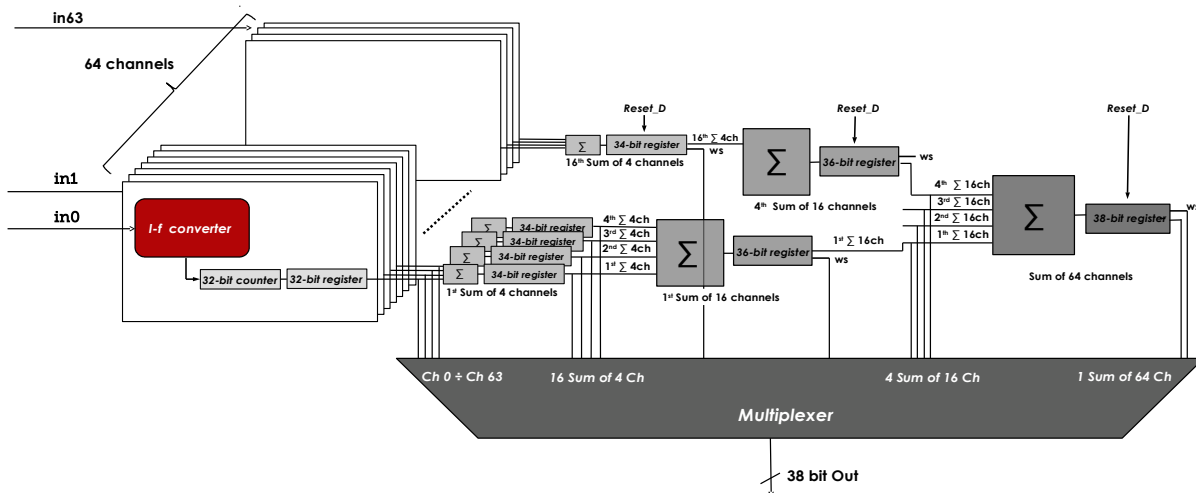 in63
64 channels
in1
in0
I-f converter
32-bit counter
32-bit register
Reset_D
Σ
34-bit register
16th Σ 4ch
ws
16th Sum of 4 channels
Σ
Reset_D
36-bit register
ws
4th Sum of 16 channels
Σ
34-bit register
Σ
34-bit register
Σ
34-bit register
Σ
34-bit register
1st Sum of 4 channels
4th Σ 4ch
3rd Σ 4ch
2nd Σ 4ch
1st Σ 4ch
Σ
1st Sum of 16 channels
36-bit register
1st Σ 16ch
ws
4th Σ 16ch
3rd Σ 16ch
2nd Σ 16ch
1th Σ 16ch
Σ
Reset_D
38-bit register
ws
Sum of 64 channels
Ch 0 ÷ Ch 63
16 Sum of 4 Ch
4 Sum of 16 Ch
1 Sum of 64 Ch
Multiplexer
38 bit Out